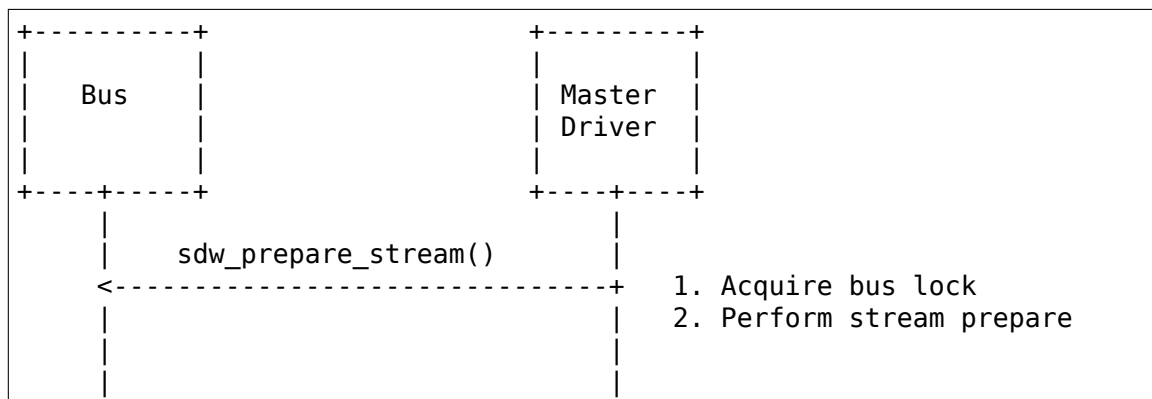 Bus
Master
Driver
sdw_prepare_stream()
1. Acquire bus lock
2. Perform stream prepare